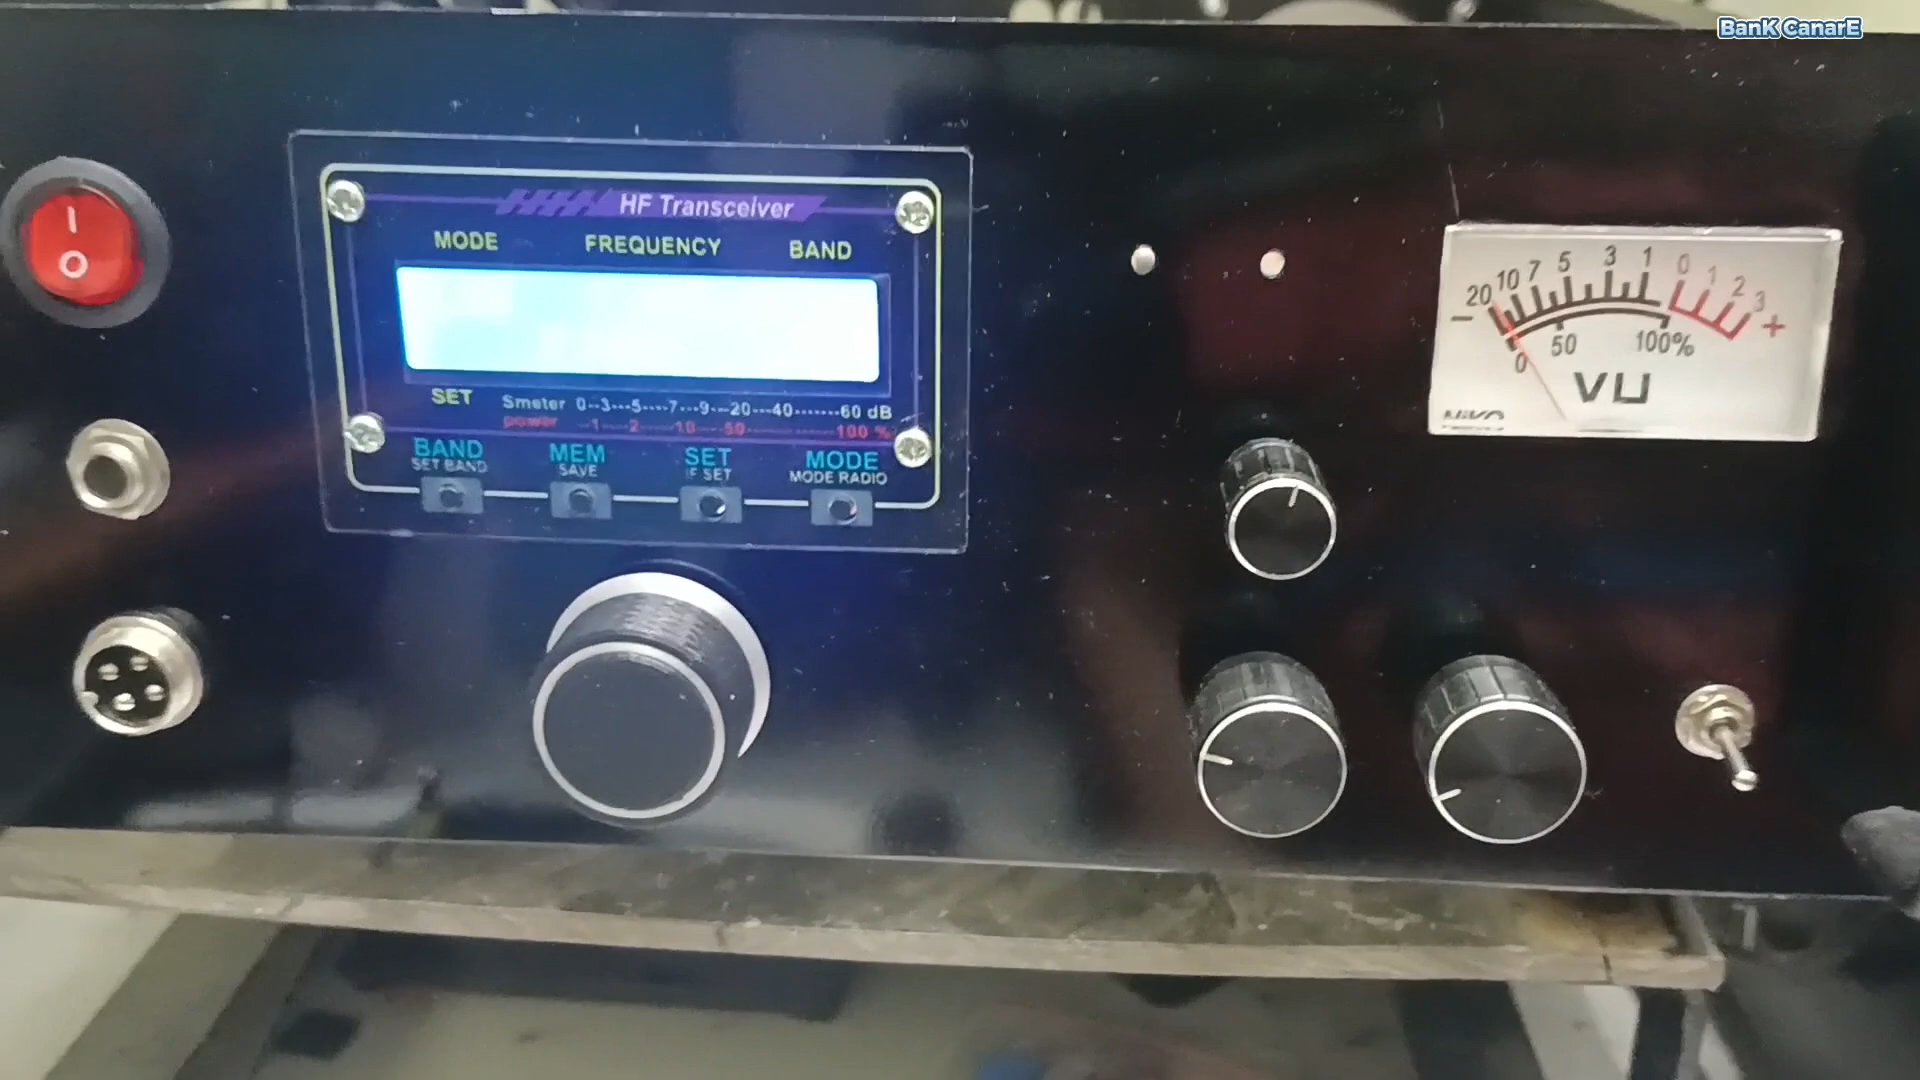 BanK CanarE
I
O
HF Transceiver
MODE FREQUENCY BAND
SET
Smeter 0--3---5----7---9---20---40-------60 dB
power 1 2 10 50 100 %
BAND MEM SET MODE
SET BAND SAVE IF SET MODE RADIO
- 20 10 7 5 3 1 0 1 2 3 +
0 50 100%
VU